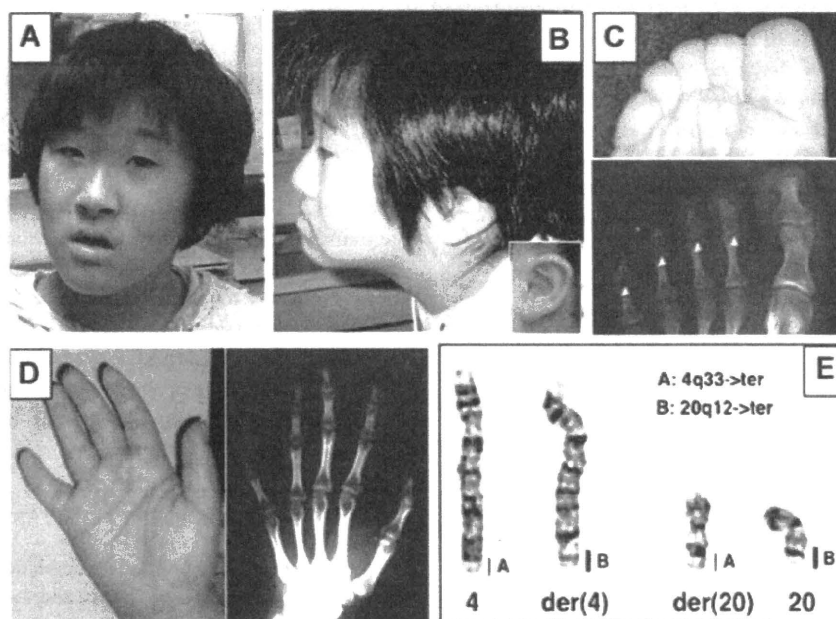 A
B
C
D
E
A: 4q33->ter
B: 20q12->ter
A
B
A
B
4
der(4)
der(20)
20